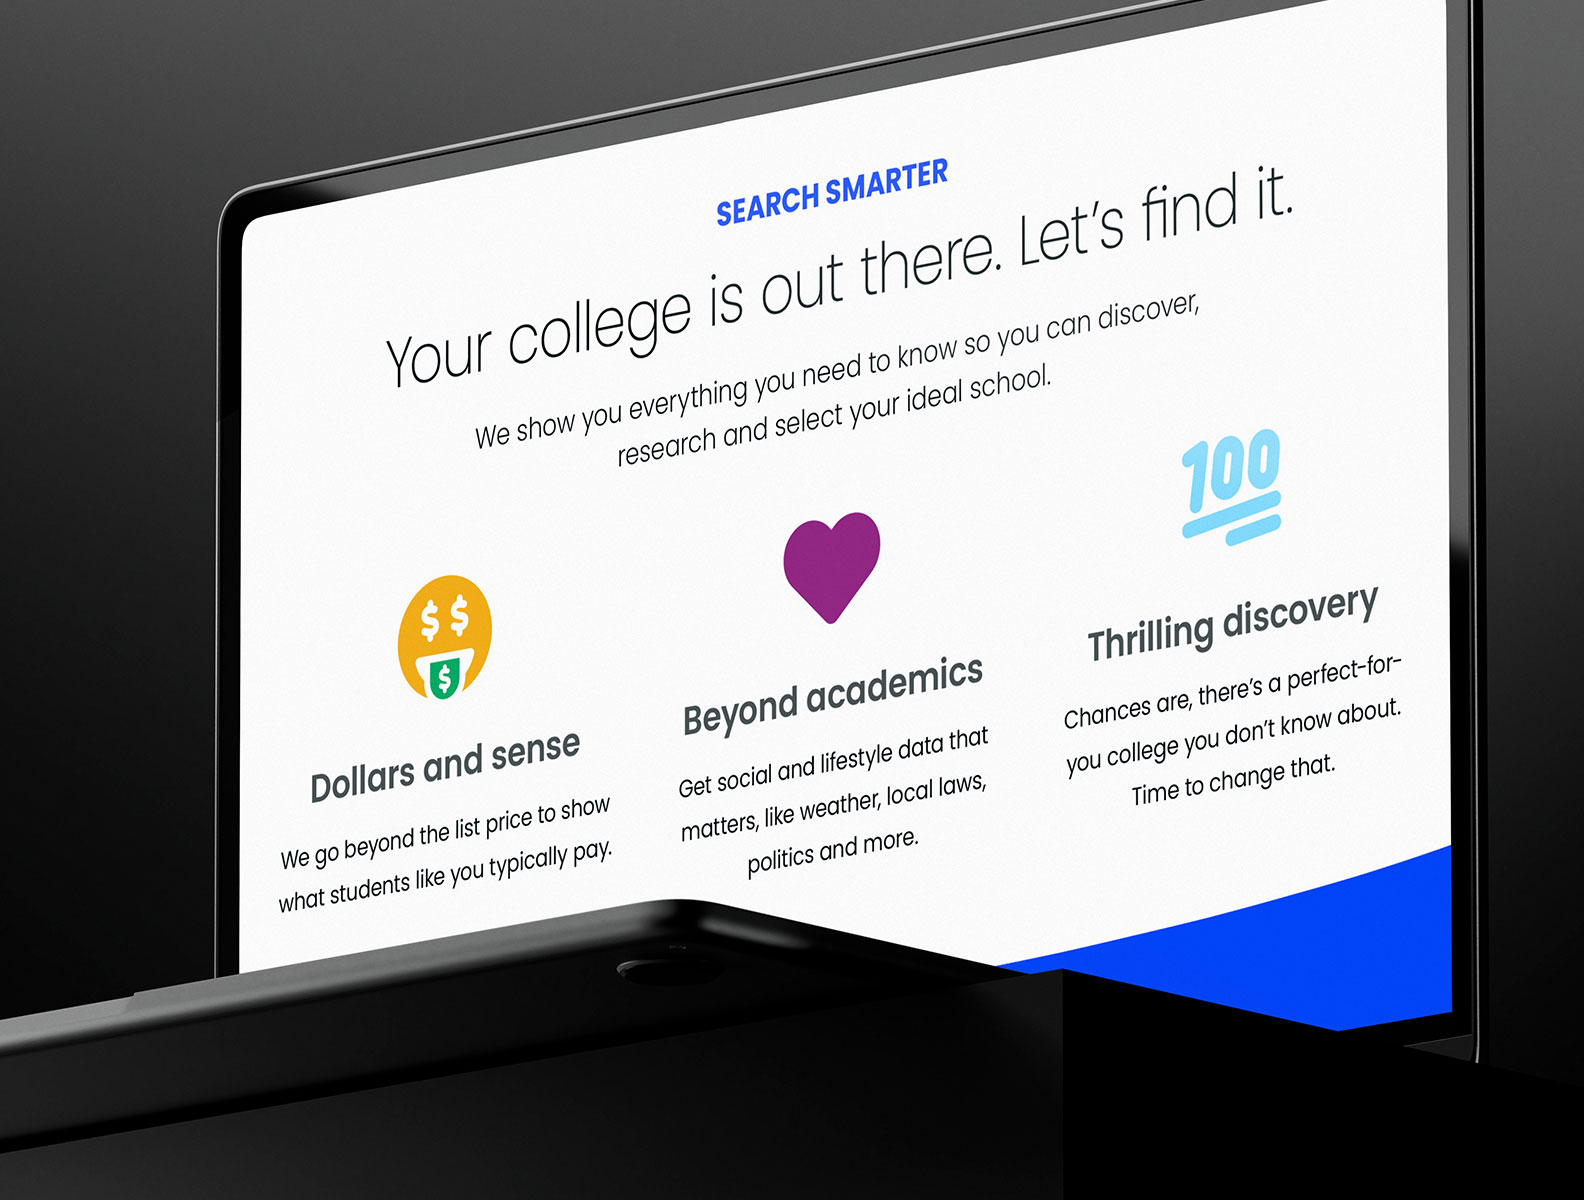 SEARCH SMARTER
Your college is out there. Let's find it.
We show you everything you need to know so you can discover,
research and select your ideal school.
$ $
$
Dollars and sense
We go beyond the list price to show
what students like you typically pay.
Beyond academics
Get social and lifestyle data that
matters, like weather, local laws,
politics and more.
100
Thrilling discovery
Chances are, there's a perfect-for-
you college you don't know about.
Time to change that.